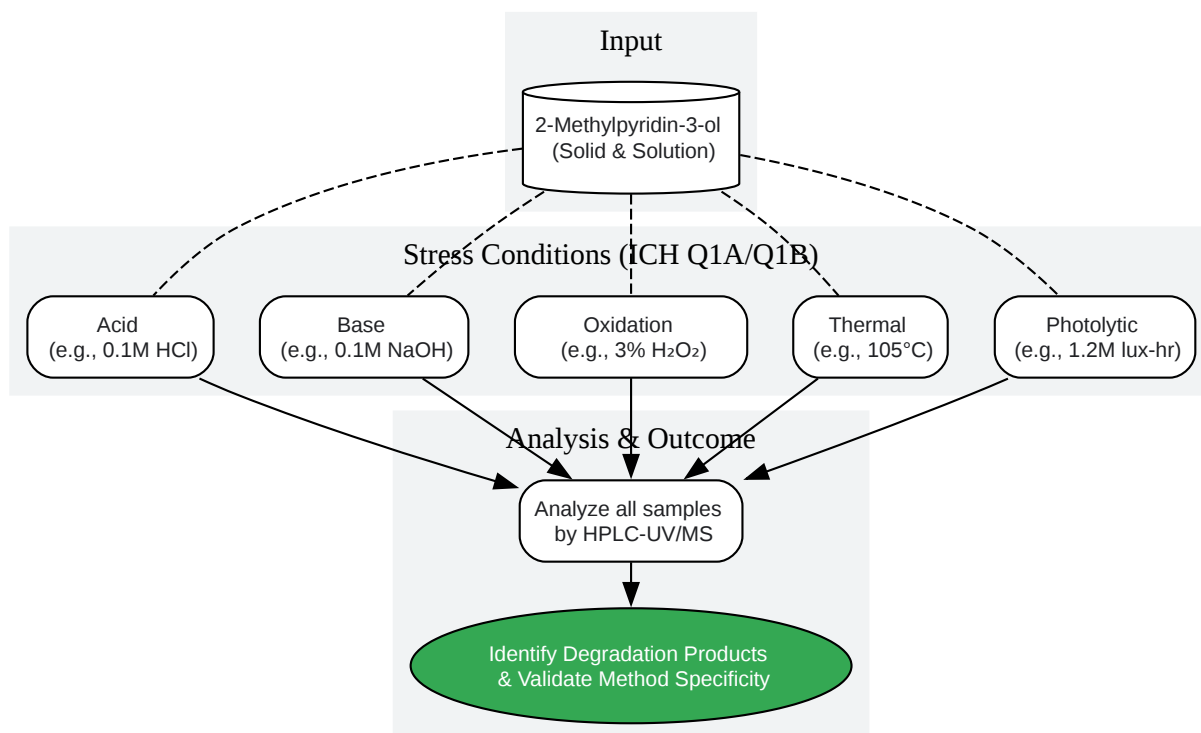 Input
2-Methylpyridin-3-ol
(Solid & Solution)
Stress Conditions (ICH Q1A/Q1B)
Acid
(e.g., 0.1M HCl)
Base
(e.g., 0.1M NaOH)
Oxidation
(e.g., 3% H₂O₂)
Thermal
(e.g., 105°C)
Photolytic
(e.g., 1.2M lux-hr)
Analysis & Outcome
Analyze all samples
by HPLC-UV/MS
Identify Degradation Products
& Validate Method Specificity